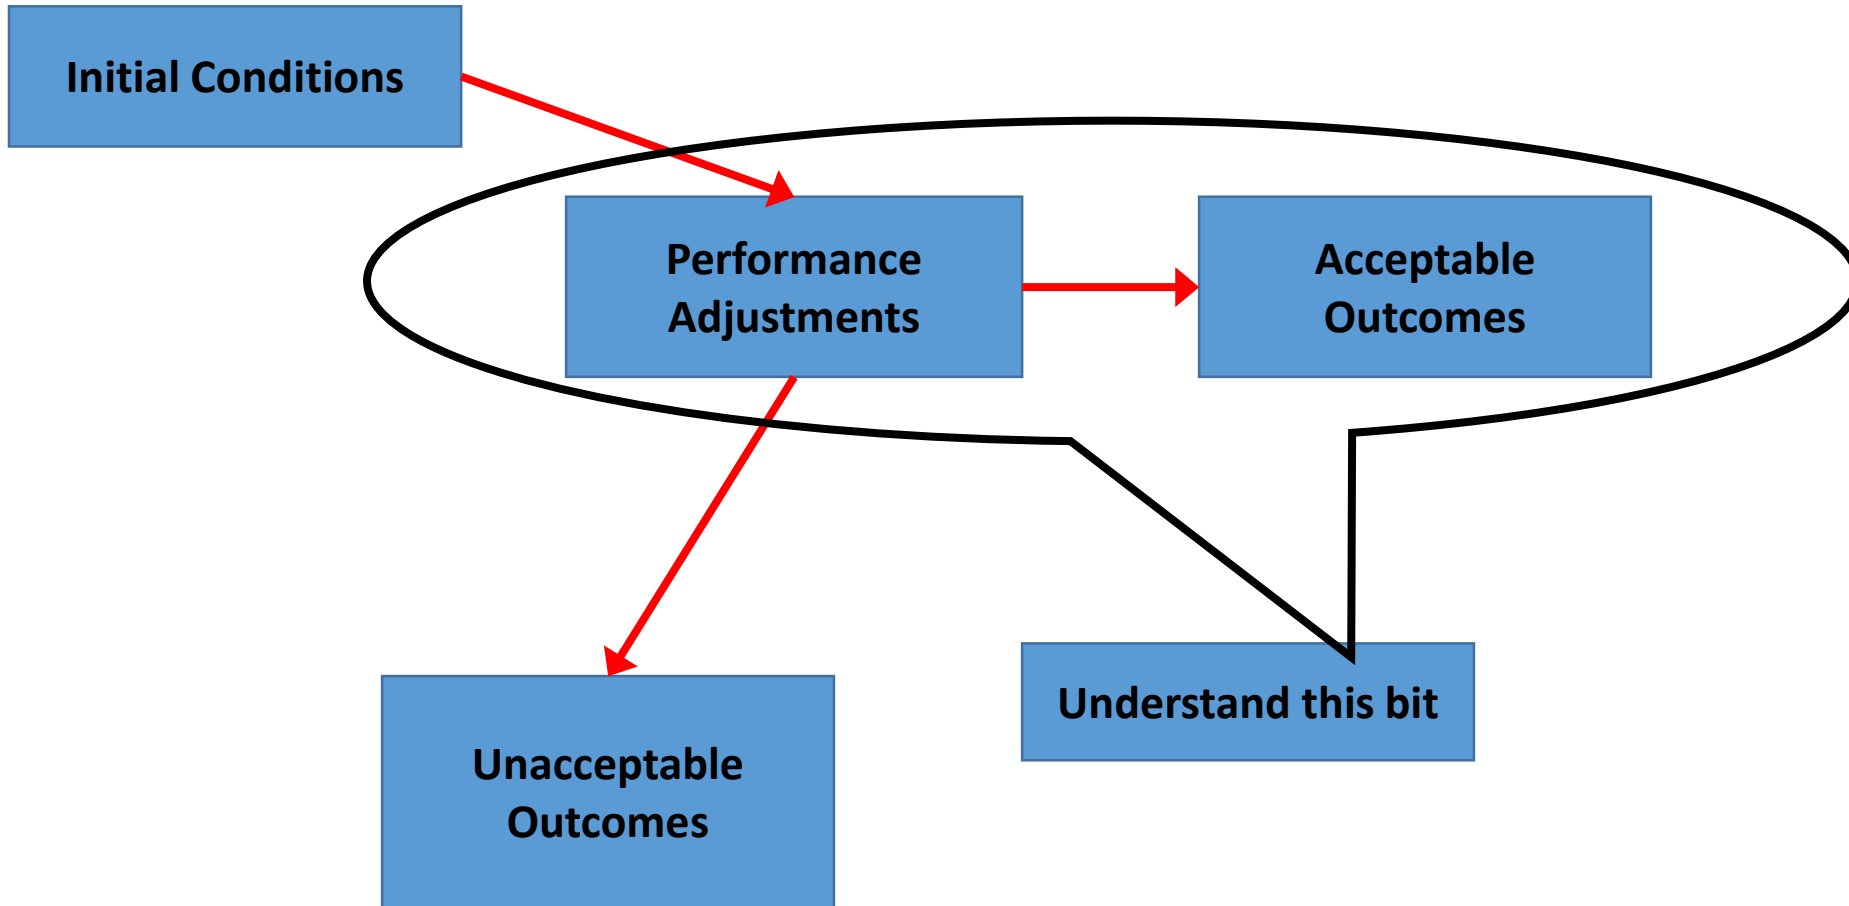 Initial Conditions
Performance
Adjustments
Acceptable
Outcomes
Understand this bit
Unacceptable
Outcomes